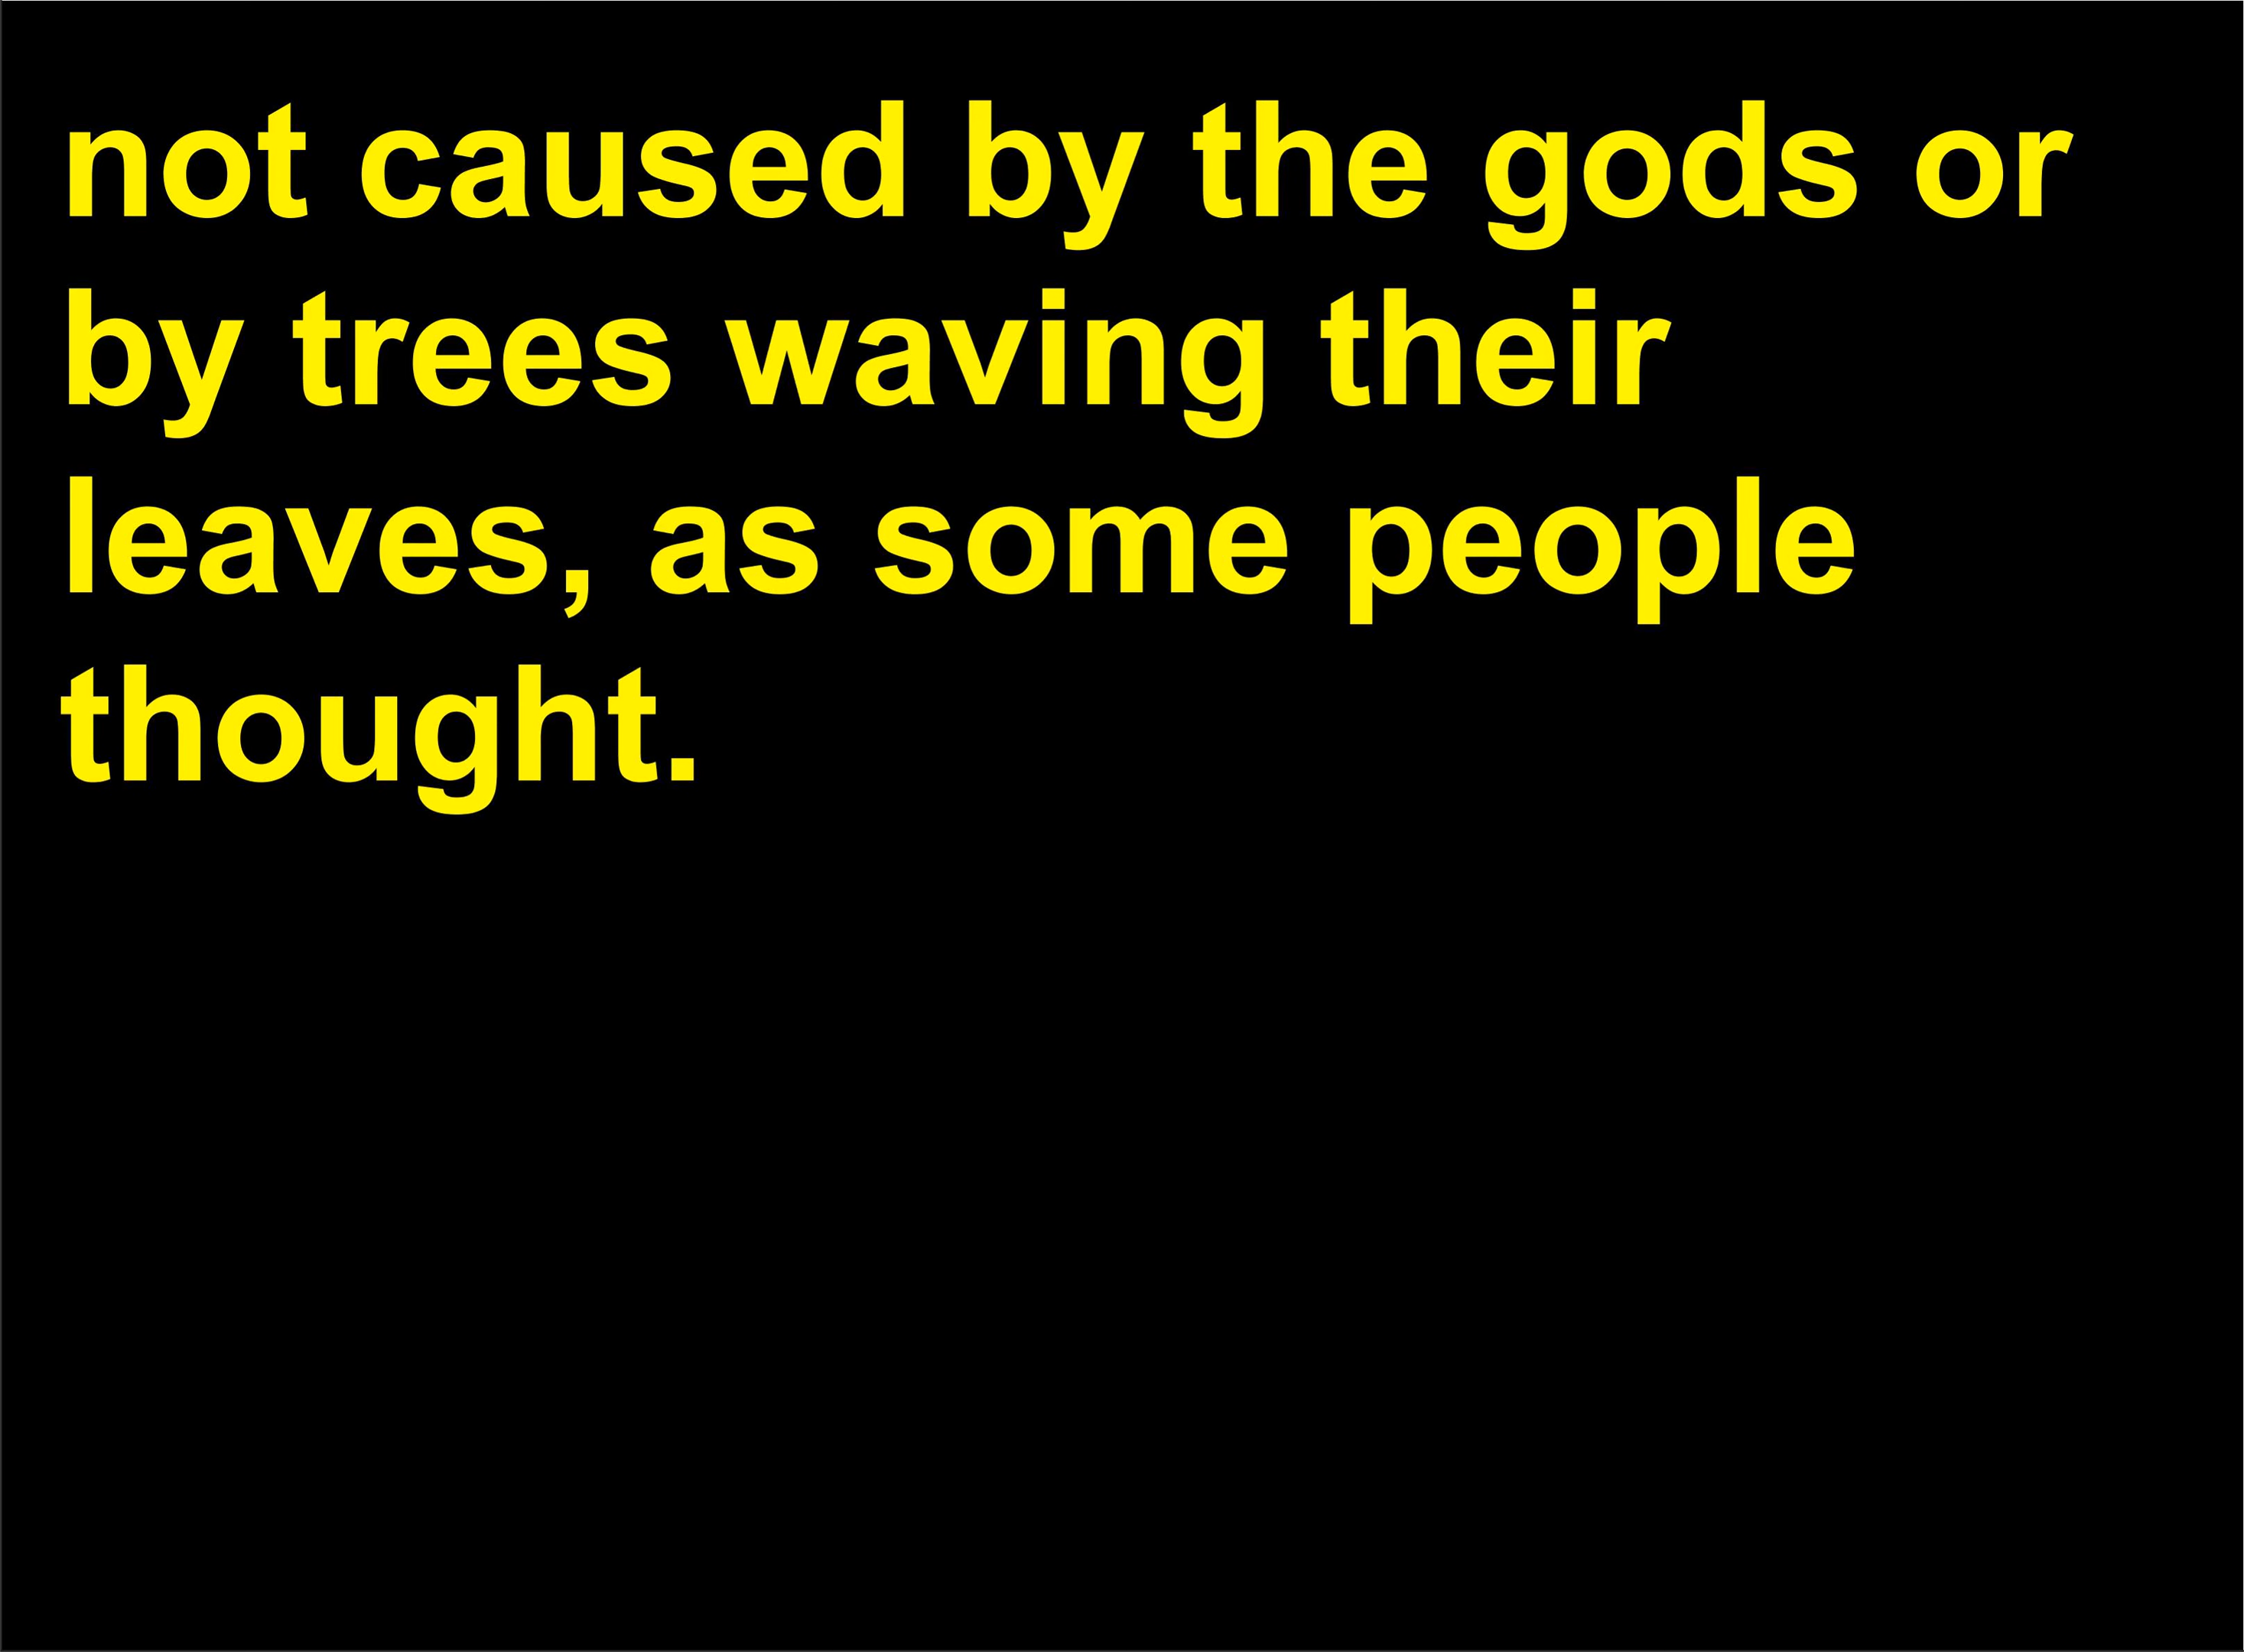 not caused by the gods or
by trees waving their
leaves, as some people
thought.